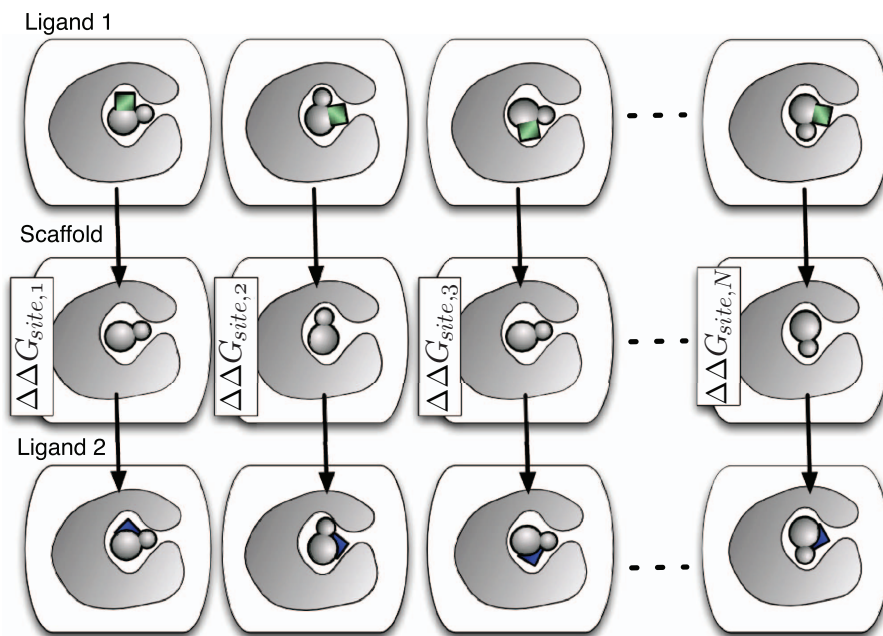 Ligand 1
Scaffold
ΔΔG_{site,1}
ΔΔG_{site,2}
ΔΔG_{site,3}
ΔΔG_{site,N}
Ligand 2